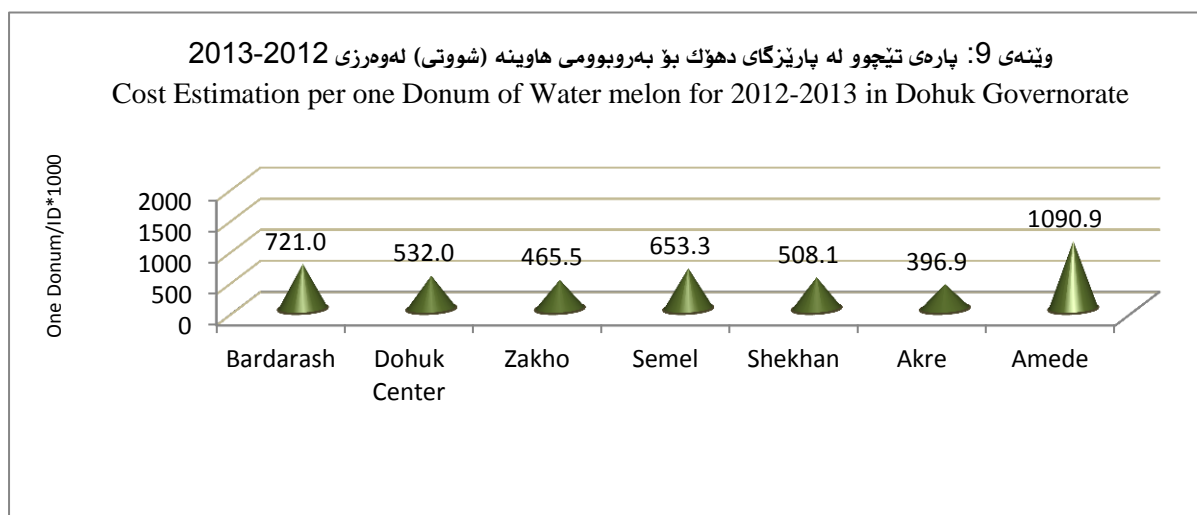 وێنەی 9: پارەی تێچوو لە پارێزگای دهۆك بۆ بەروبوومی هاوینە (شووتی) لەوەرزی 2012-2013
Cost Estimation per one Donum of Water melon for 2012-2013 in Dohuk Governorate
One Donum/ID*1000
2000
1500
1000
500
0
721.0
532.0
465.5
653.3
508.1
396.9
1090.9
Bardarash
Dohuk Center
Zakho
Semel
Shekhan
Akre
Amede